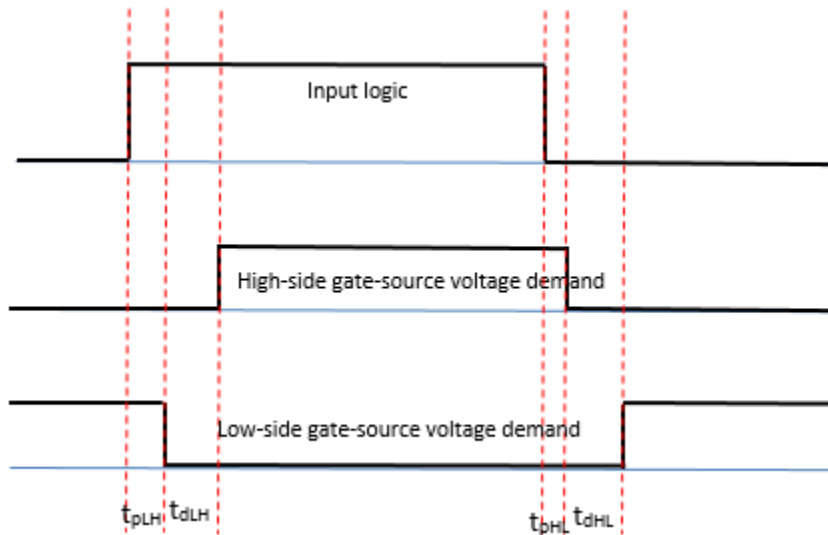 Input logic
High-side gate-source voltage demand
Low-side gate-source voltage demand
tpLH tdLH tpHL tdHL